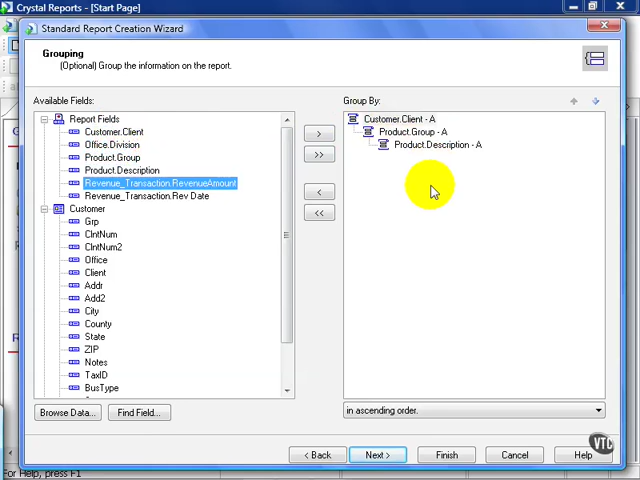 Crystal Reports - [Start Page]
Standard Report Creation Wizard
Grouping
(Optional) Group the information on the report.
Available Fields:
Group By:
Report Fields
Customer.Client
Office.Division
Product.Group
Product.Description
Revenue_Transaction.RevenueAmount
Revenue_Transaction.Rev Date
Customer
Grp
ClntNum
ClntNum2
Office
Client
Addr
Add2
City
County
State
ZIP
Notes
TaxID
BusType
>
>>
<
<<
Customer.Client - A
Product.Group - A
Product.Description - A
in ascending order.
Browse Data...
Find Field...
< Back
Next >
Finish
Cancel
Help
VTC
For Help, press F1